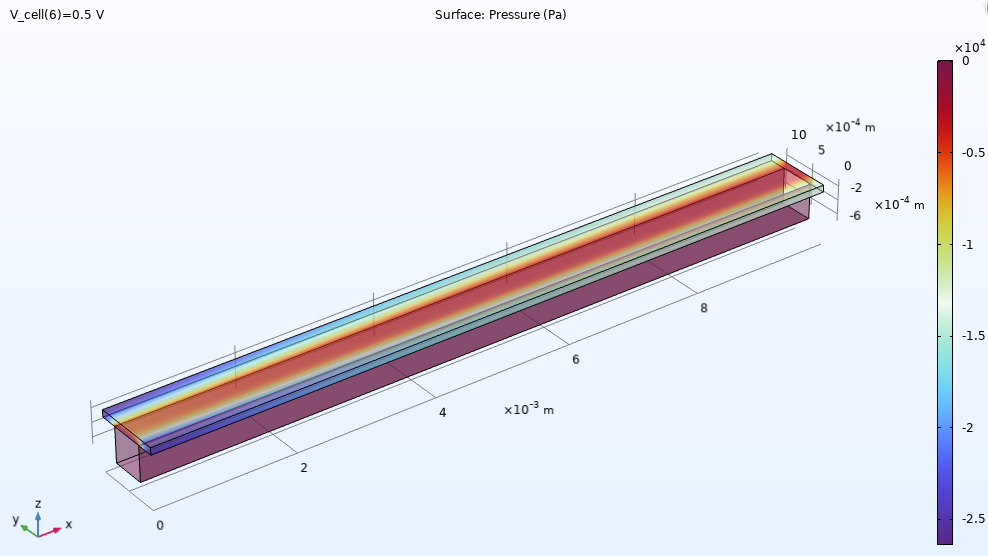 V_cell(6)=0.5 V
Surface: Pressure (Pa)
×10⁴
0
-0.5
-1
-1.5
-2
-2.5
10
×10⁻⁴ m
5
0
-2
×10⁻⁴ m
-6
8
6
×10⁻³ m
4
2
0
z
y
x